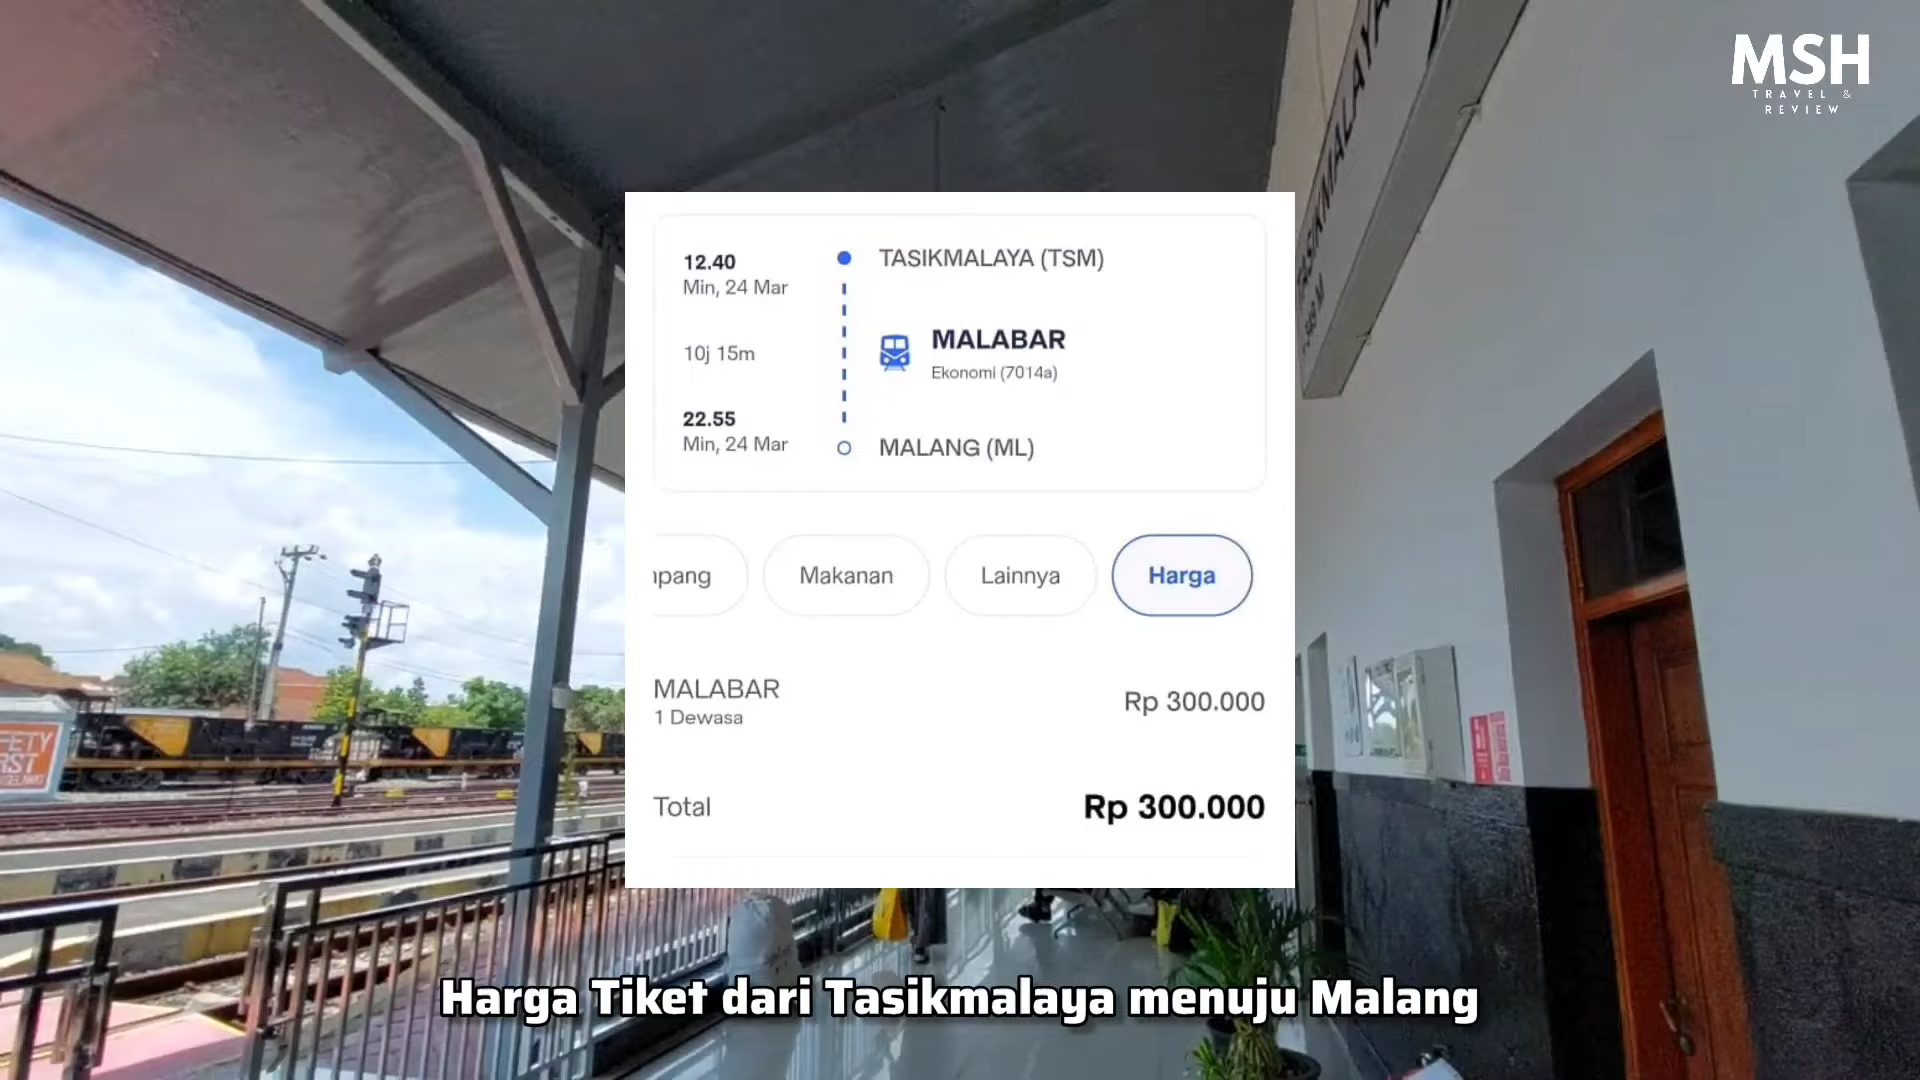 MSH
TRAVEL &
REVIEW
TASIKMALAYA
12.40
Min, 24 Mar
TASIKMALAYA (TSM)
10j 15m
MALABAR
Ekonomi (7014a)
22.55
Min, 24 Mar
MALANG (ML)
npang
Makanan
Lainnya
Harga
MALABAR
1 Dewasa
Rp 300.000
Total
Rp 300.000
Harga Tiket dari Tasikmalaya menuju Malang